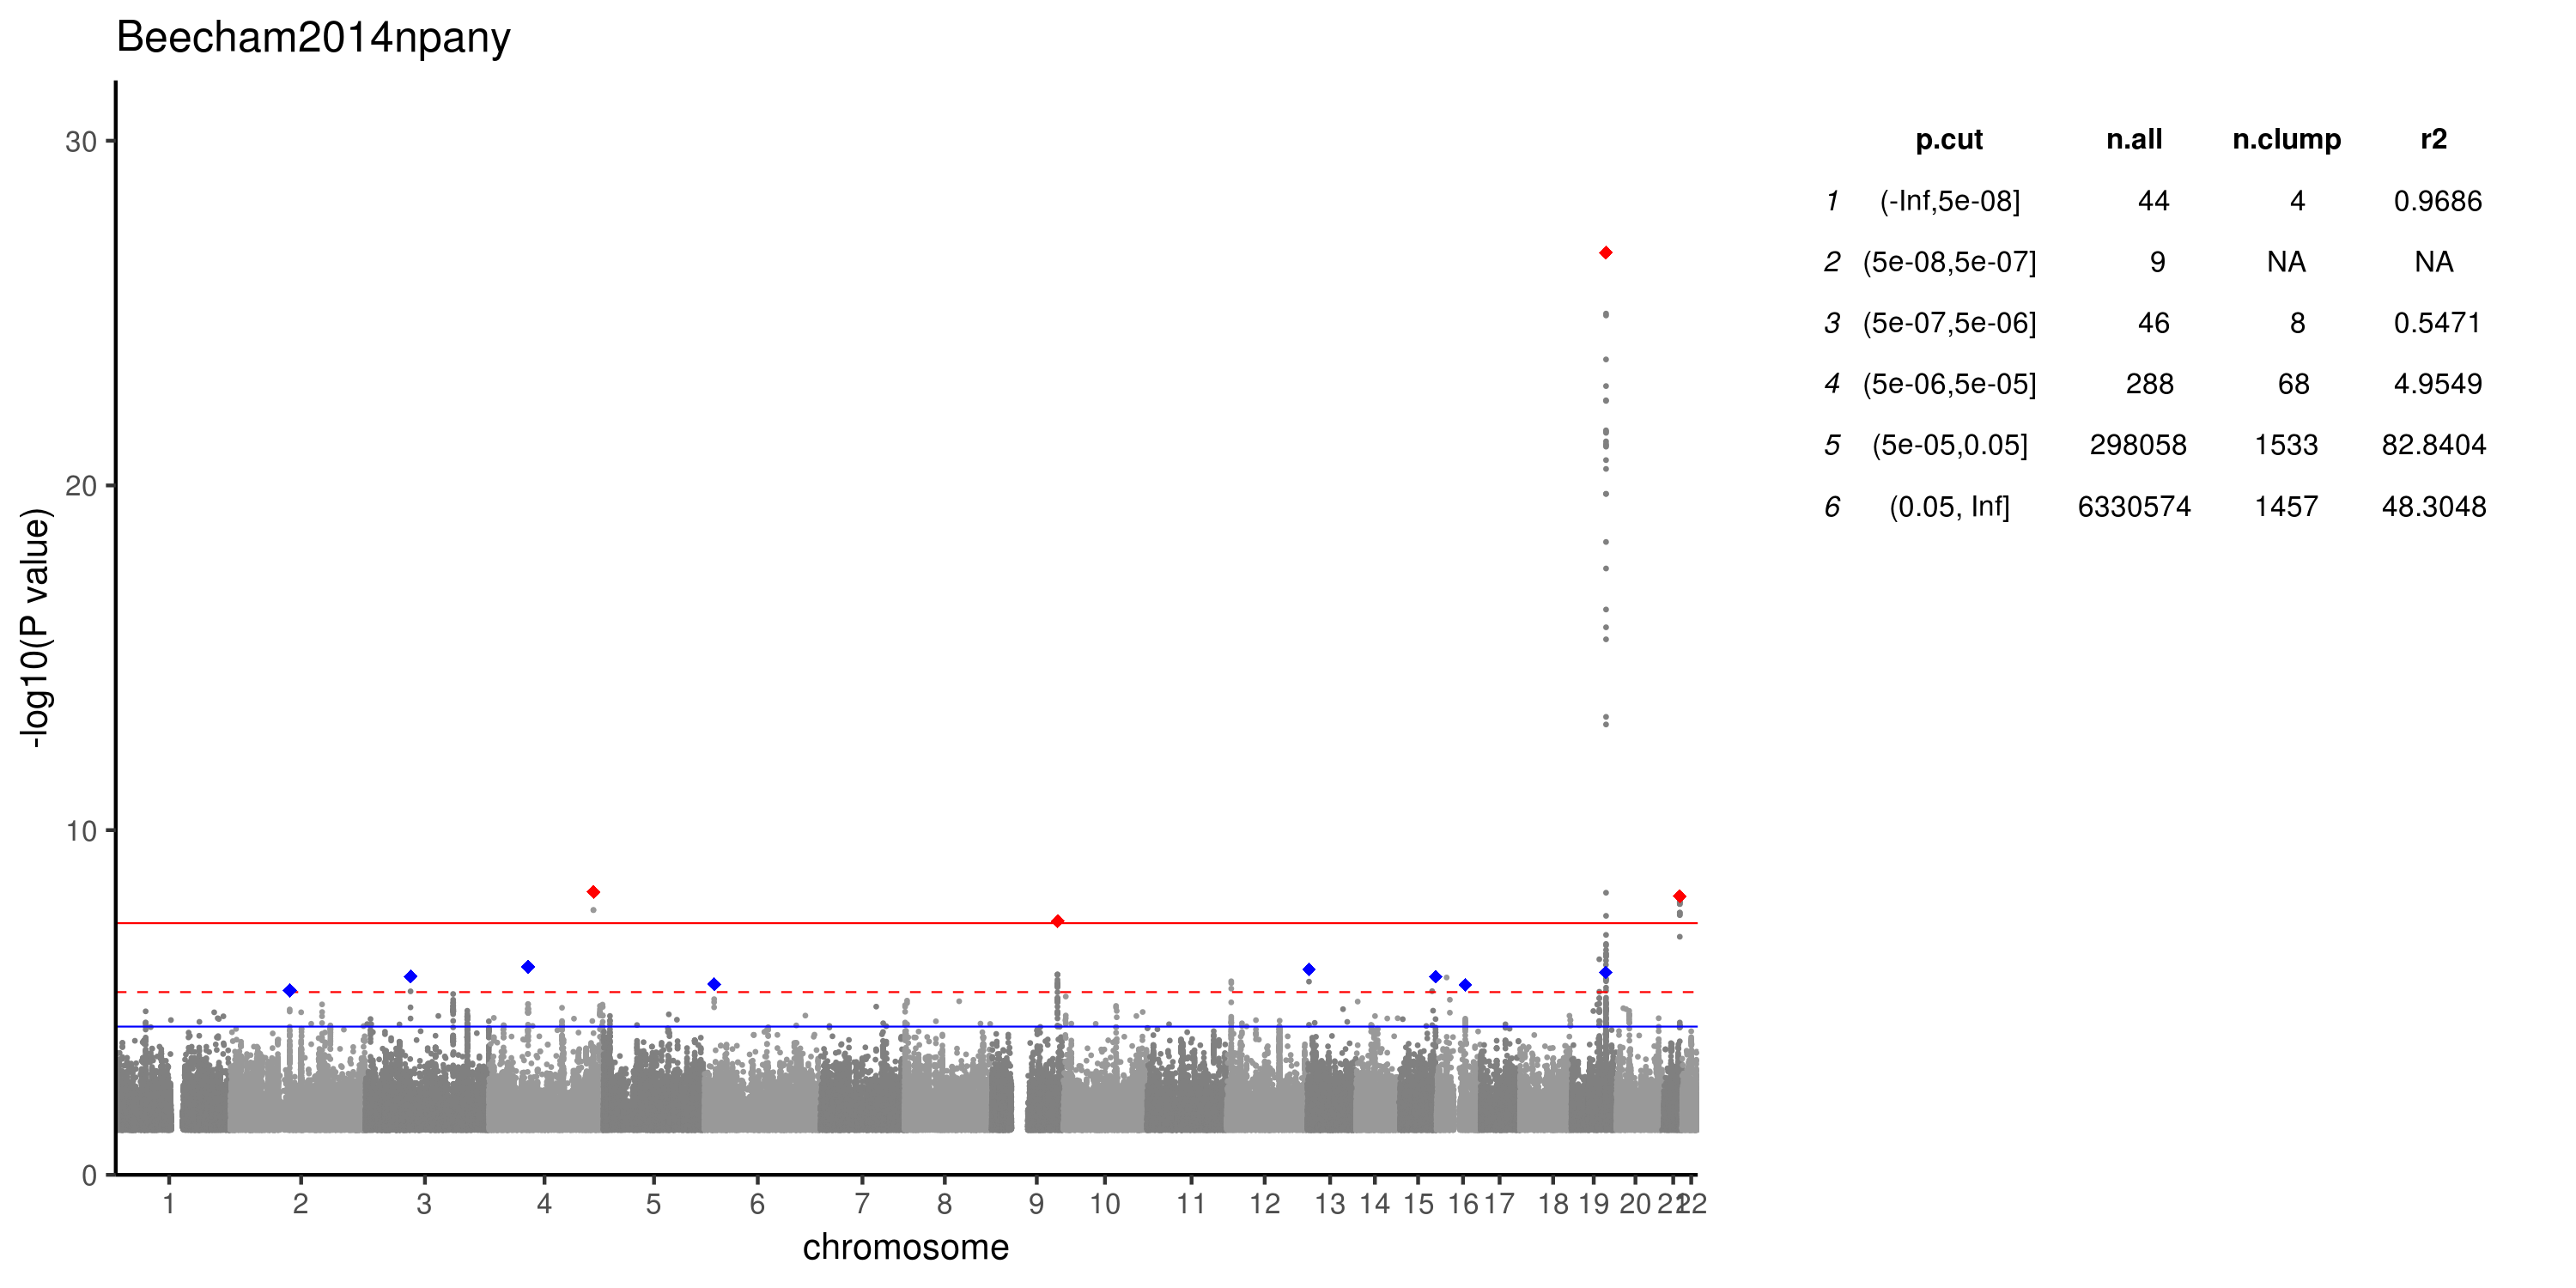 Beecham2014npany
30
20
10
0
-log10(P value)
1 2 3 4 5 6 7 8 9 10 11 12 13 14 15 16 17 18 19 20 21 22
chromosome
p.cut n.all n.clump r2
1 (-Inf,5e-08] 44 4 0.9686
2 (5e-08,5e-07] 9 NA NA
3 (5e-07,5e-06] 46 8 0.5471
4 (5e-06,5e-05] 288 68 4.9549
5 (5e-05,0.05] 298058 1533 82.8404
6 (0.05, Inf] 6330574 1457 48.3048